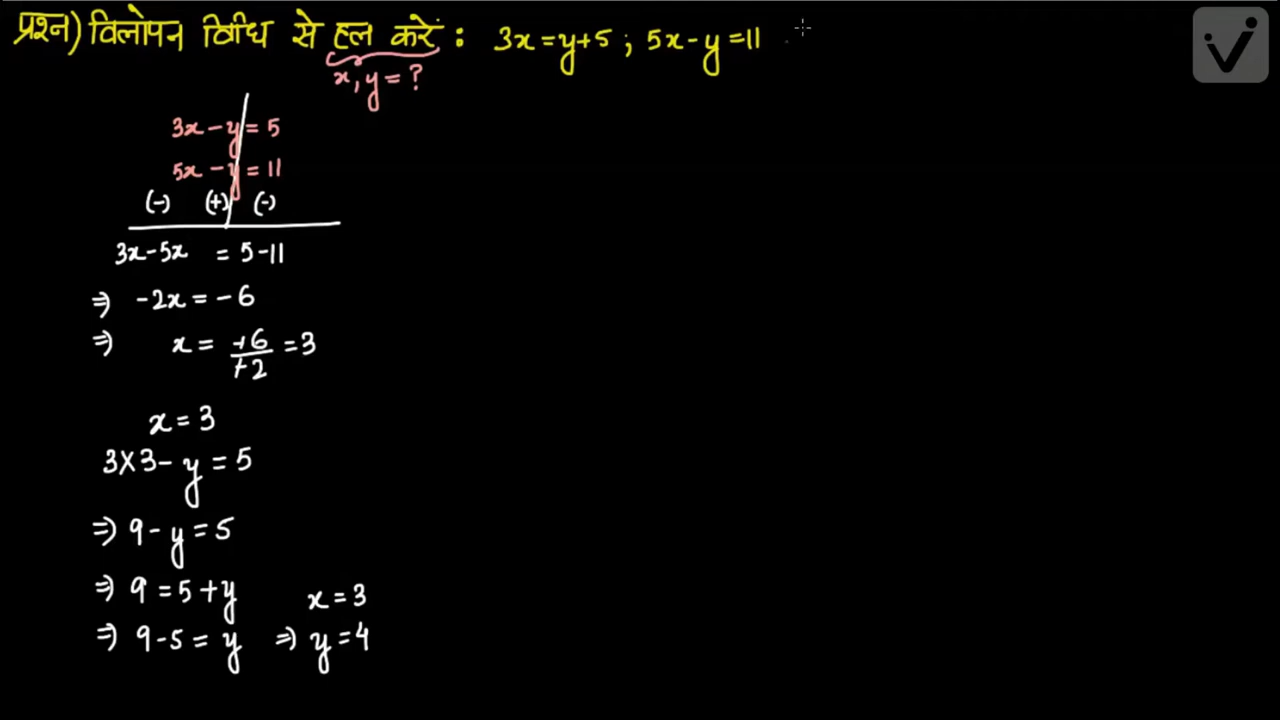 प्रश्न) विलोपन विधि से हल करें : 3x = y+5 ; 5x - y = 11
x, y = ?
3x - y = 5
5x - y = 11
(-) (+) (-)
3x - 5x = 5 - 11
⇒ -2x = -6
⇒ x = -6/-2 = 3
x = 3
3×3 - y = 5
⇒ 9 - y = 5
⇒ 9 = 5 + y
x = 3
⇒ 9 - 5 = y ⇒ y = 4